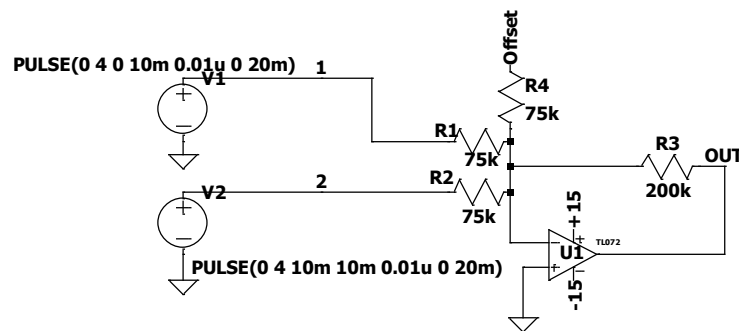 Offset
PULSE(0 4 0 10m 0.01u 0 20m)
V1
1
R4
75k
R1
75k
R3
200k
OUT
V2
2
R2
75k
+15
TL072
U1
-15
PULSE(0 4 10m 10m 0.01u 0 20m)